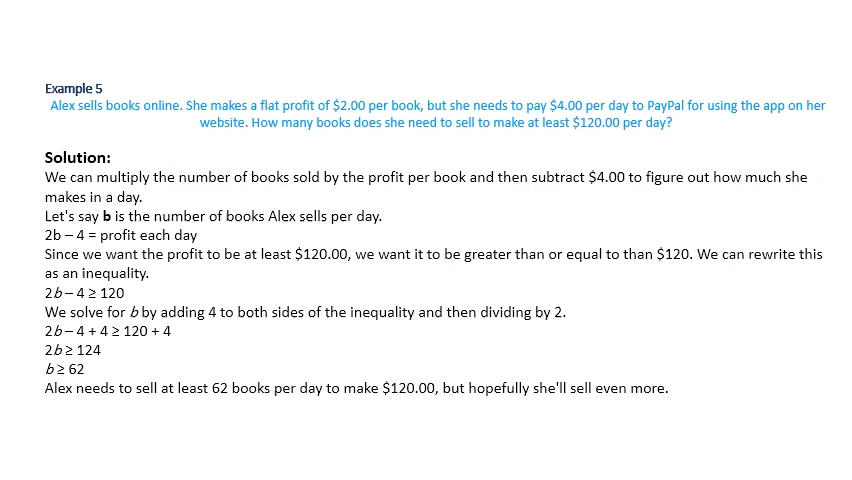 Example 5
Alex sells books online. She makes a flat profit of $2.00 per book, but she needs to pay $4.00 per day to PayPal for using the app on her
website. How many books does she need to sell to make at least $120.00 per day?
Solution:
We can multiply the number of books sold by the profit per book and then subtract $4.00 to figure out how much she
makes in a day.
Let's say b is the number of books Alex sells per day.
2b – 4 = profit each day
Since we want the profit to be at least $120.00, we want it to be greater than or equal to than $120. We can rewrite this
as an inequality.
2b – 4 ≥ 120
We solve for b by adding 4 to both sides of the inequality and then dividing by 2.
2b – 4 + 4 ≥ 120 + 4
2b ≥ 124
b ≥ 62
Alex needs to sell at least 62 books per day to make $120.00, but hopefully she'll sell even more.